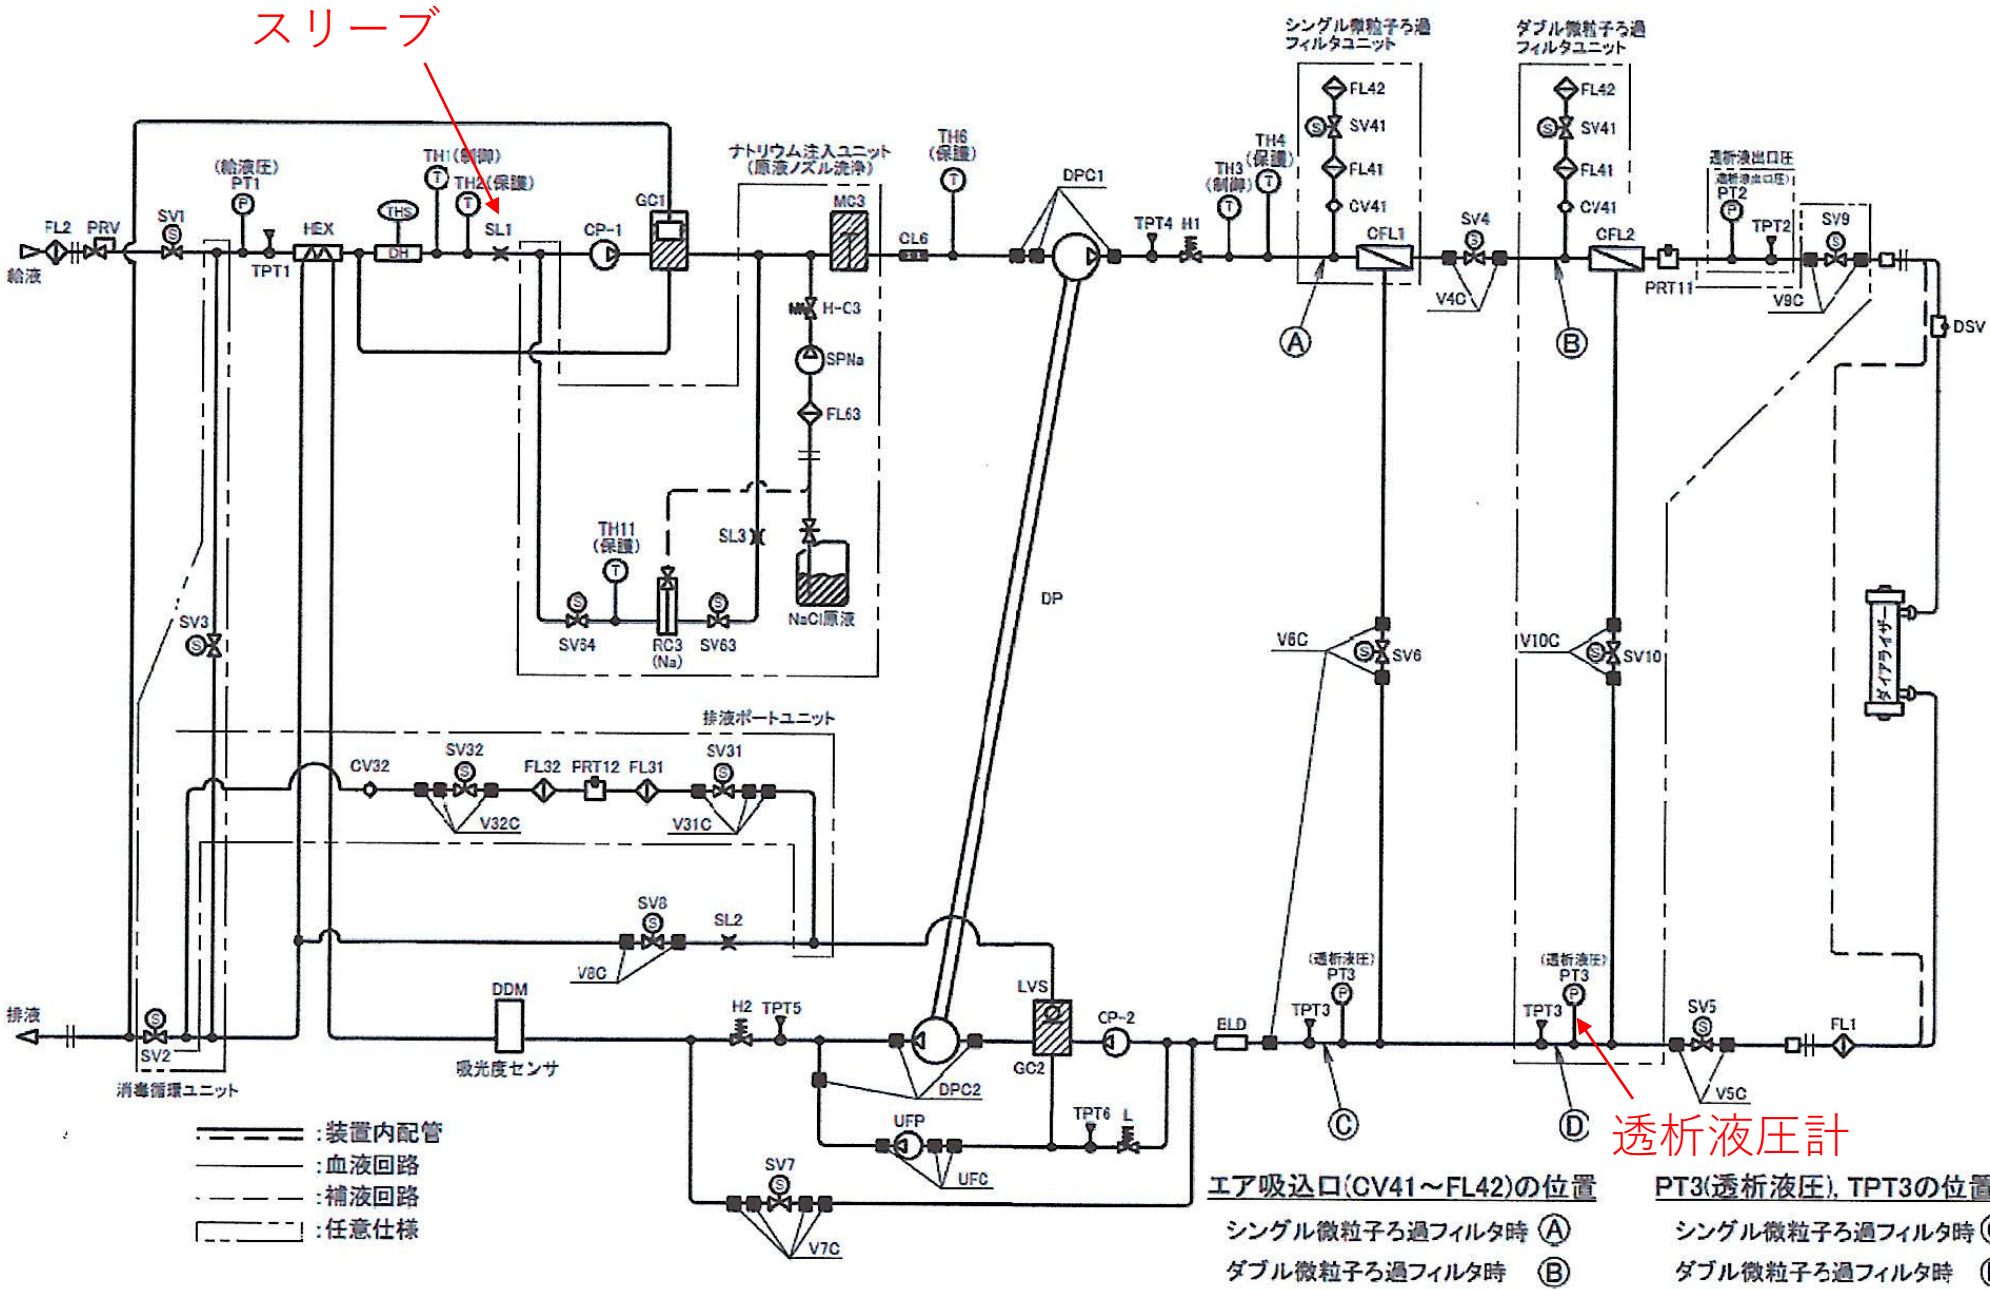 スリーブ
シングル微粒子ろ過
フィルタユニット
ダブル微粒子ろ過
フィルタユニット
FL42
FL42
SV41
SV41
FL41
FL41
CV41
CV41
TH6
(保護)
TH4
(保護)
TH3
(制御)
DPC1
ナトリウム注入ユニット
(原液ノズル洗浄)
透析液出口圧
(透析液出口圧)
PT2
(給液圧)
PT1
TH1(制御)
TH2(保護)
THS
GC1
MC3
FL2
PRV
SV1
HEX
DH
SL1
CP-1
CL6
TPT4
H1
CFL1
SV4
CFL2
TPT2
SV9
給液
TPT1
PRT11
V4C
V9C
H-C3
A
B
DSV
SPNa
FL63
TH11
(保護)
SL3
NaCl原液
SV64
RC3
(Na)
SV63
SV3
DP
V6C
SV6
V10C
SV10
ダイアライザー
排液ポートユニット
CV32
SV32
FL32
PRT12
FL31
SV31
V32C
V31C
SV8
SL2
V8C
DDM
吸光度センサ
H2
TPT5
LVS
GC2
CP-2
BLD
(透析液圧)
PT3
TPT3
(透析液圧)
PT3
TPT3
SV5
FL1
排液
SV2
消毒循環ユニット
DPC2
UFP
TPT6
L
UFC
C
D
V5C
SV7
V7C
透析液圧計
:装置内配管
:血液回路
:補液回路
:任意仕様
エア吸込口(CV41～FL42)の位置
シングル微粒子ろ過フィルタ時 A
ダブル微粒子ろ過フィルタ時 B
PT3(透析液圧), TPT3の位置
シングル微粒子ろ過フィルタ時
ダブル微粒子ろ過フィルタ時